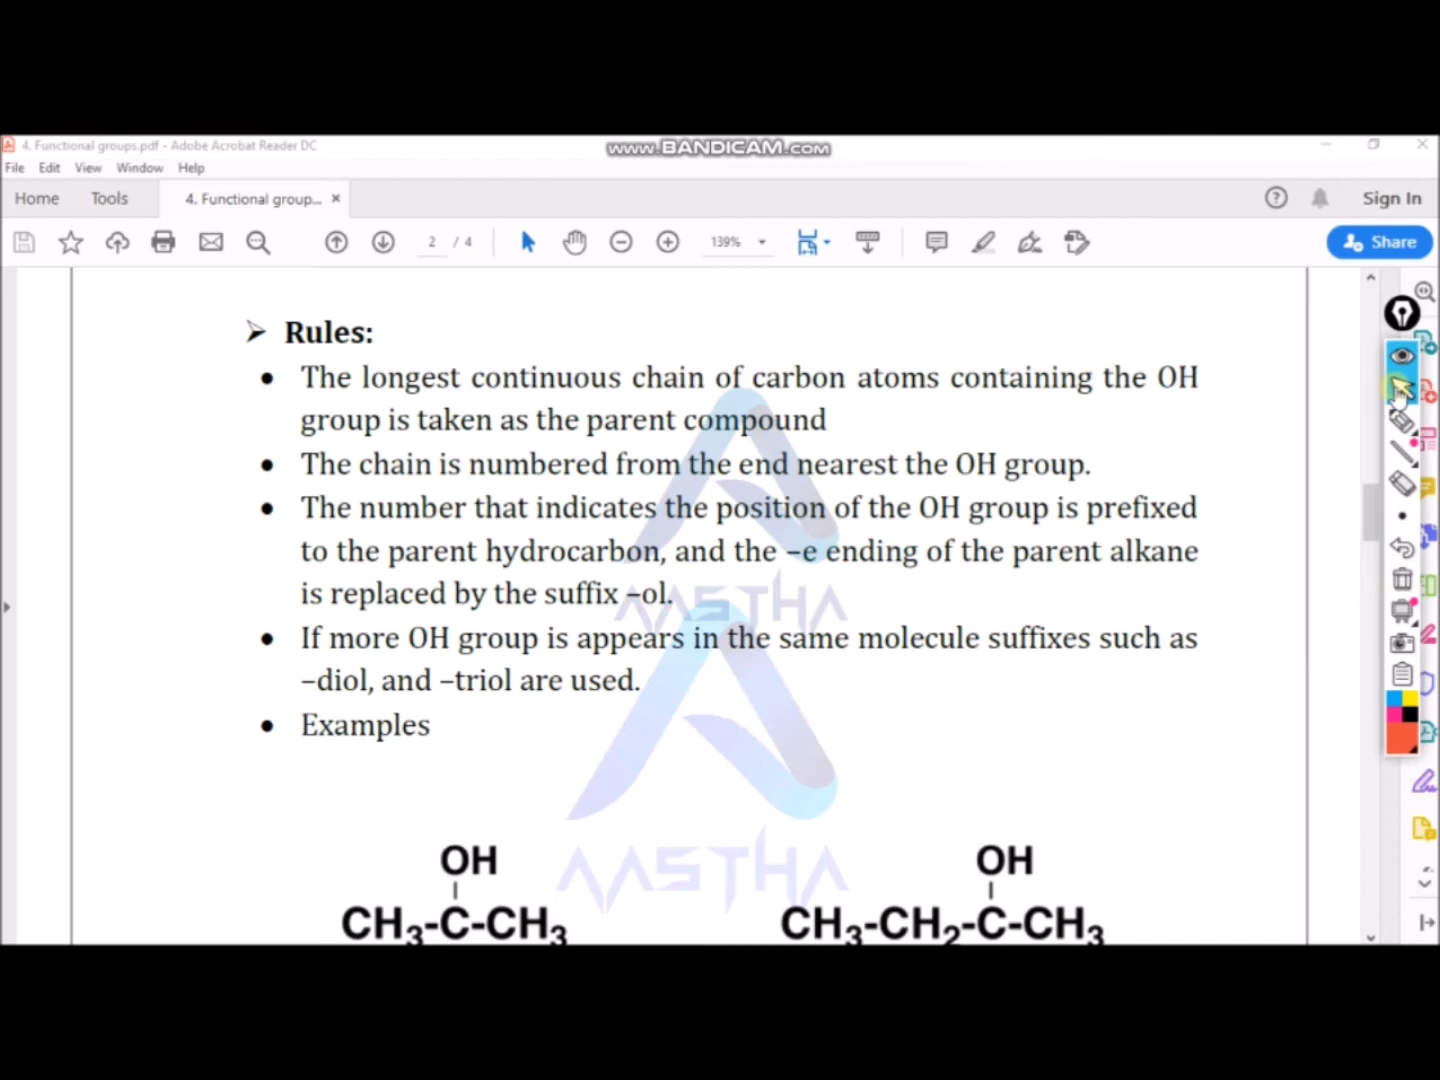 4. Functional groups.pdf - Adobe Acrobat Reader DC
www.BANDICAM.com
File Edit View Window Help
Home Tools 4. Functional group... ×
Sign In
2 / 4 139% Share
Rules:
The longest continuous chain of carbon atoms containing the OH
group is taken as the parent compound
The chain is numbered from the end nearest the OH group.
The number that indicates the position of the OH group is prefixed
to the parent hydrocarbon, and the –e ending of the parent alkane
is replaced by the suffix –ol.
If more OH group is appears in the same molecule suffixes such as
–diol, and –triol are used.
Examples
AASTHA
AASTHA
OH OH
CH3-C-CH3 CH3-CH2-C-CH3